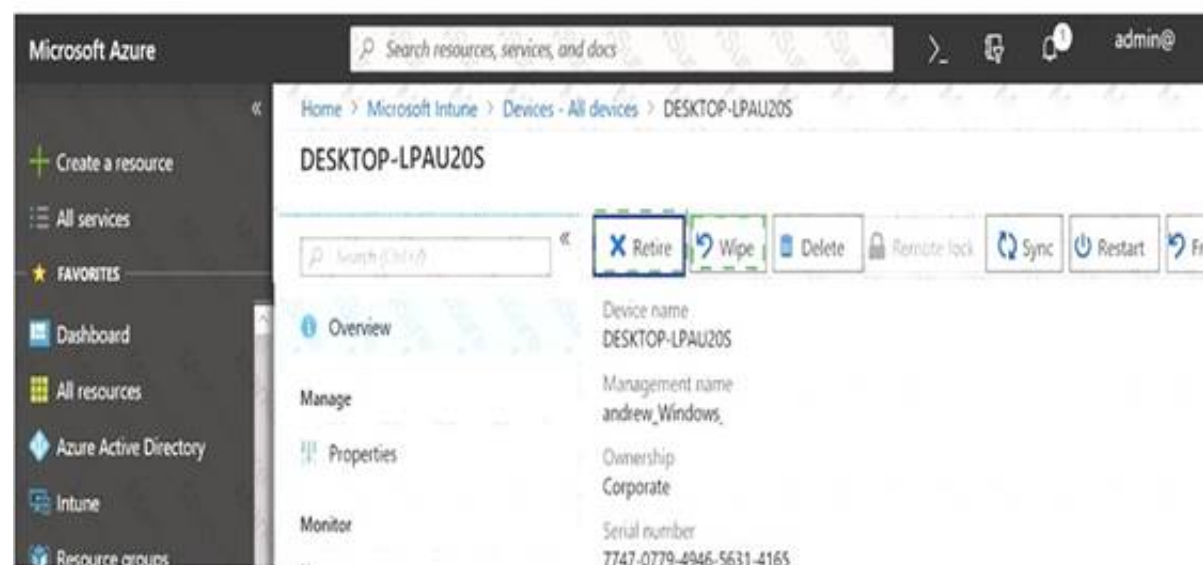 Microsoft Azure
Search resources, services, and docs
1
admin@
Home > Microsoft Intune > Devices - All devices > DESKTOP-LPAU20S
DESKTOP-LPAU20S
Create a resource
All services
FAVORITES
Dashboard
All resources
Azure Active Directory
Intune
Resource groups
Search (Ctrl+/)
Overview
Manage
Properties
Monitor
Retire
Wipe
Delete
Remote lock
Sync
Restart
Device name
DESKTOP-LPAU20S
Management name
andrew_Windows_
Ownership
Corporate
Serial number
7747-0779-4946-5631-4165